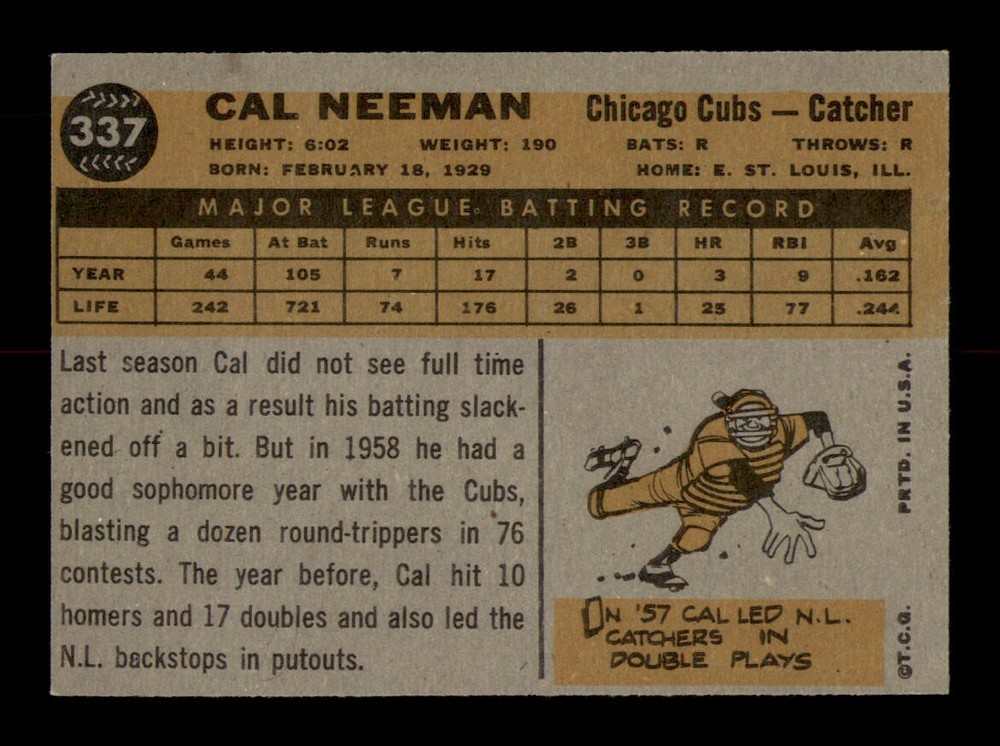 337
CAL NEEMAN Chicago Cubs — Catcher
HEIGHT: 6:02 WEIGHT: 190 BATS: R THROWS: R
BORN: FEBRUARY 18, 1929 HOME: E. ST. LOUIS, ILL.
MAJOR LEAGUE BATTING RECORD
Games At Bat Runs Hits 2B 3B HR RBI Avg
YEAR 44 105 7 17 2 0 3 9 .162
LIFE 242 721 74 176 26 1 25 77 .244
Last season Cal did not see full time
action and as a result his batting slack-
ened off a bit. But in 1958 he had a
good sophomore year with the Cubs,
blasting a dozen round-trippers in 76
contests. The year before, Cal hit 10
homers and 17 doubles and also led the
N.L. backstops in putouts.
IN '57 CAL LED N.L.
CATCHERS IN
DOUBLE PLAYS
PRTD. IN U.S.A.
©T.C.G.